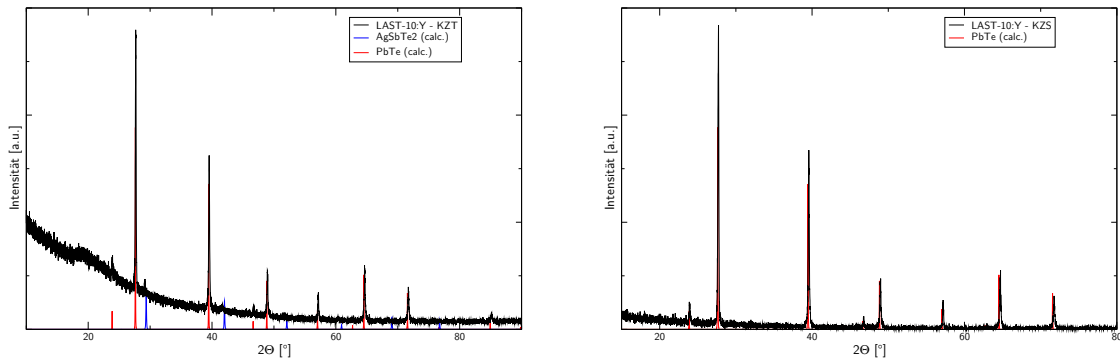 LAST-10:Y - KZT
AgSbTe2 (calc.)
PbTe (calc.)
Intensität [a.u.]
20
40
60
80
2Θ [°]
LAST-10:Y - KZS
PbTe (calc.)
Intensität [a.u.]
20
40
60
80
2Θ [°]